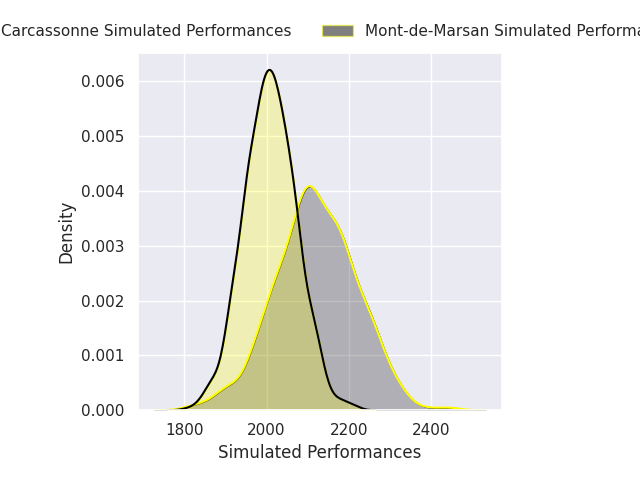 Carcassonne Simulated Performances
Mont-de-Marsan Simulated
0.006
0.005
0.004
0.003
0.002
0.001
0.000
Density
1800 2000 2200 2400
Simulated Performances